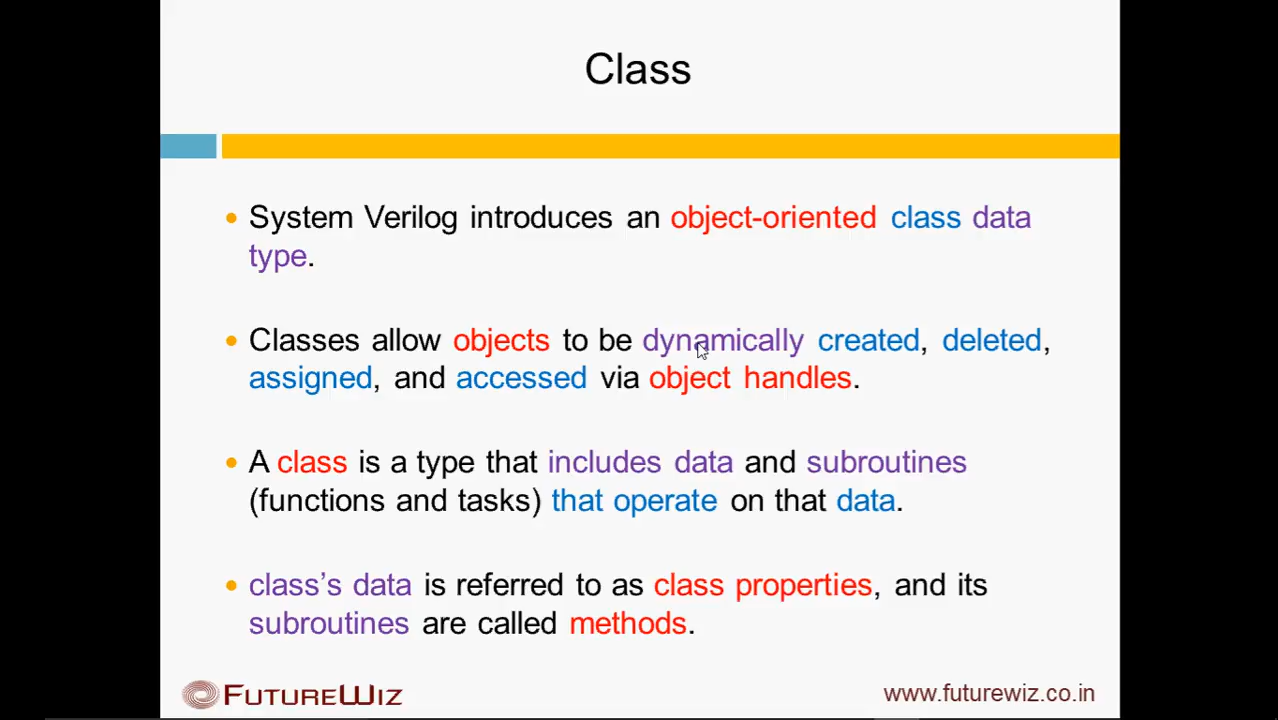 Class
• System Verilog introduces an object-oriented class data
type.
• Classes allow objects to be dynamically created, deleted,
assigned, and accessed via object handles.
• A class is a type that includes data and subroutines
(functions and tasks) that operate on that data.
• class’s data is referred to as class properties, and its
subroutines are called methods.
FUTUREWIZ
www.futurewiz.co.in